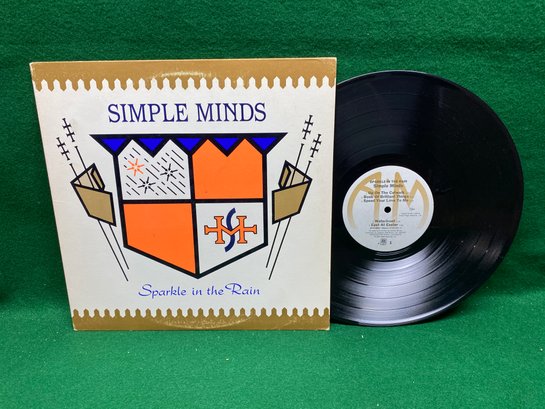 SIMPLE MINDS
Sparkle in the Rain
SPARKLE IN THE RAIN
Simple Minds
Up On The Catwalk
Book Of Brilliant Things
Speed Your Love To Me
Waterfront
East At Easter